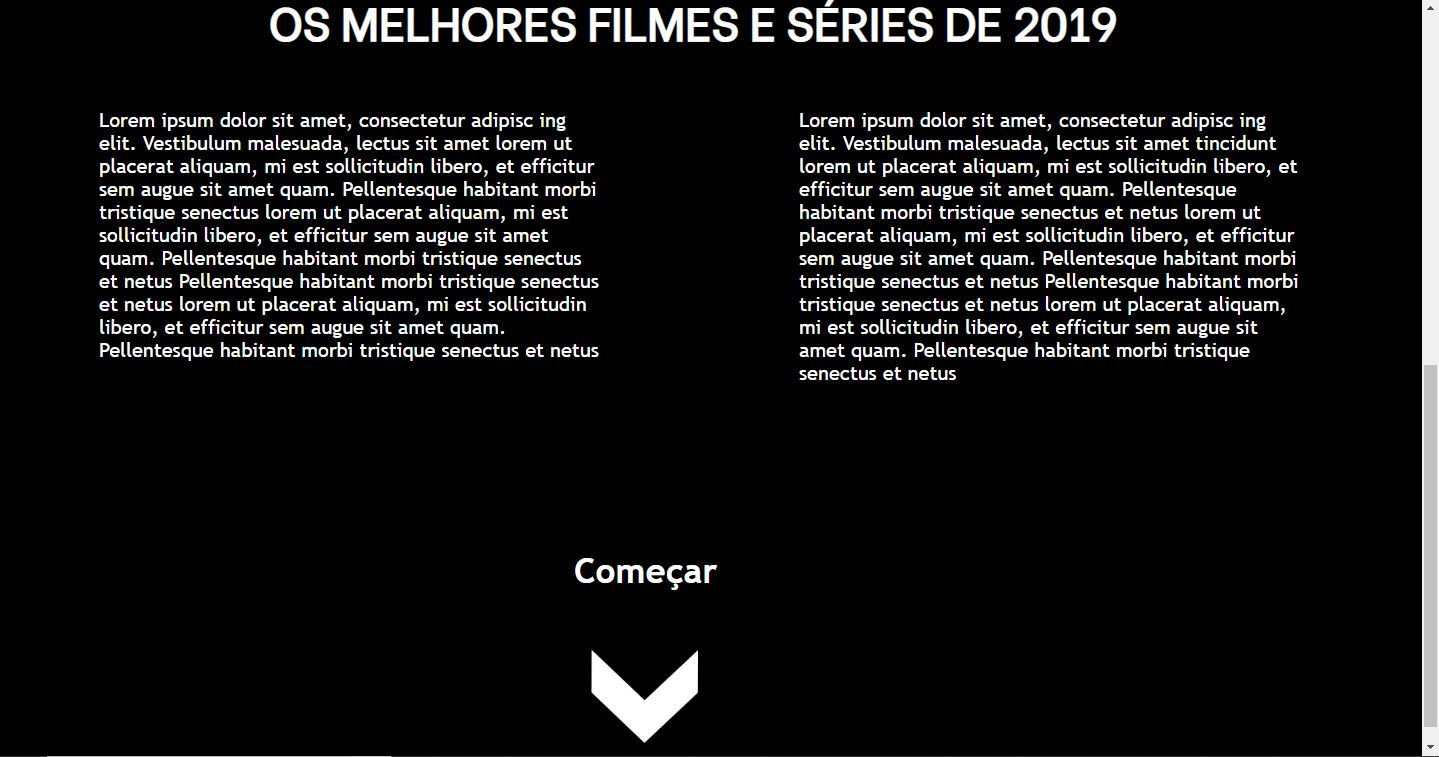 OS MELHORES FILMES E SÉRIES DE 2019
Lorem ipsum dolor sit amet, consectetur adipisc ing
elit. Vestibulum malesuada, lectus sit amet lorem ut
placerat aliquam, mi est sollicitudin libero, et efficitur
sem augue sit amet quam. Pellentesque habitant morbi
tristique senectus lorem ut placerat aliquam, mi est
sollicitudin libero, et efficitur sem augue sit amet
quam. Pellentesque habitant morbi tristique senectus
et netus Pellentesque habitant morbi tristique senectus
et netus lorem ut placerat aliquam, mi est sollicitudin
libero, et efficitur sem augue sit amet quam.
Pellentesque habitant morbi tristique senectus et netus
Lorem ipsum dolor sit amet, consectetur adipisc ing
elit. Vestibulum malesuada, lectus sit amet tincidunt
lorem ut placerat aliquam, mi est sollicitudin libero, et
efficitur sem augue sit amet quam. Pellentesque
habitant morbi tristique senectus et netus lorem ut
placerat aliquam, mi est sollicitudin libero, et efficitur
sem augue sit amet quam. Pellentesque habitant morbi
tristique senectus et netus Pellentesque habitant morbi
tristique senectus et netus lorem ut placerat aliquam,
mi est sollicitudin libero, et efficitur sem augue sit
amet quam. Pellentesque habitant morbi tristique
senectus et netus
Começar